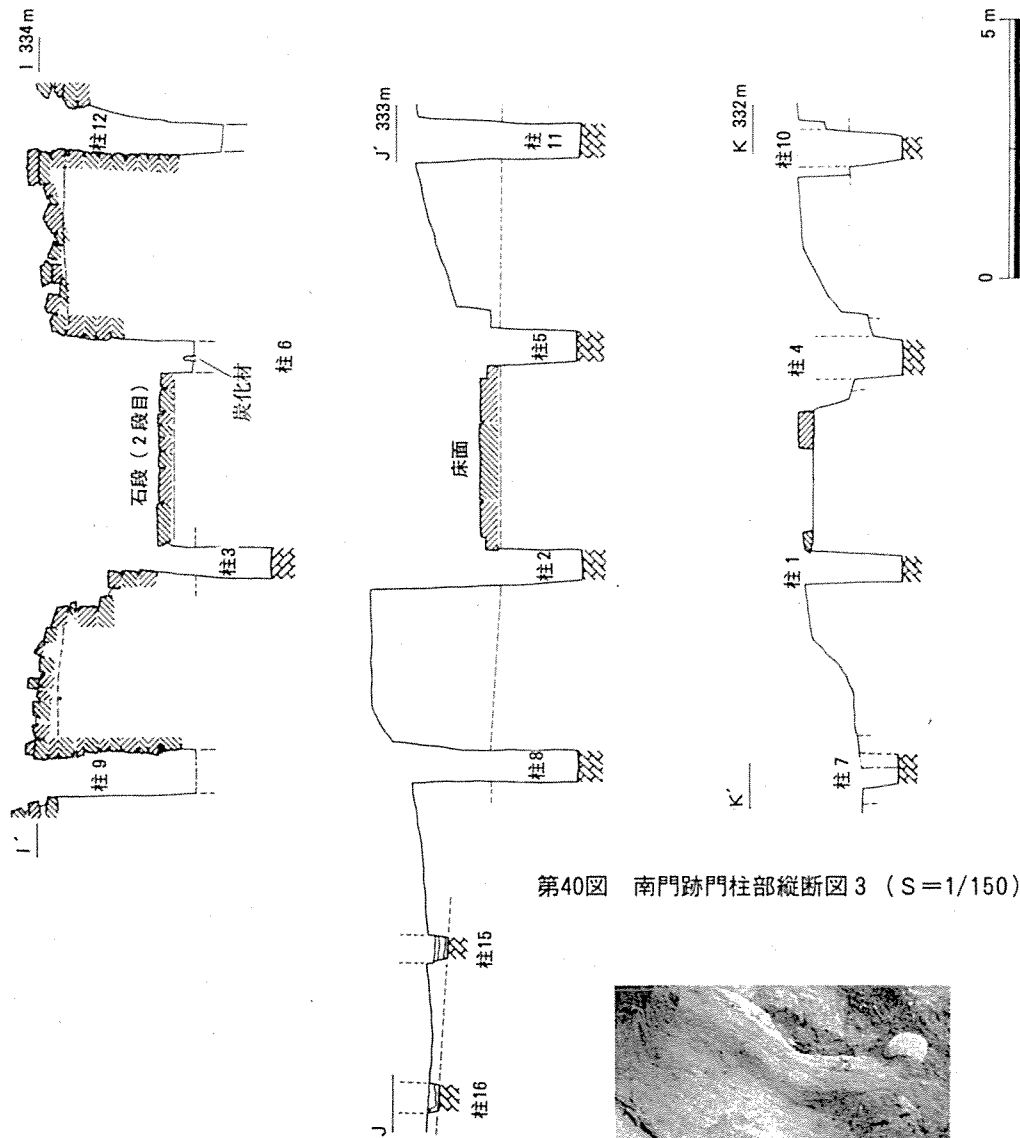 I 334m
柱12
炭化材
柱6
石段（2段目）
柱3
柱9
I´
J´ 333m
柱11
柱5
床面
柱2
柱8
柱15
柱16
J
K 332m
柱10
柱4
柱1
柱7
K´
0 5m
第40図 南門跡門柱部縦断図3（S＝1/150）